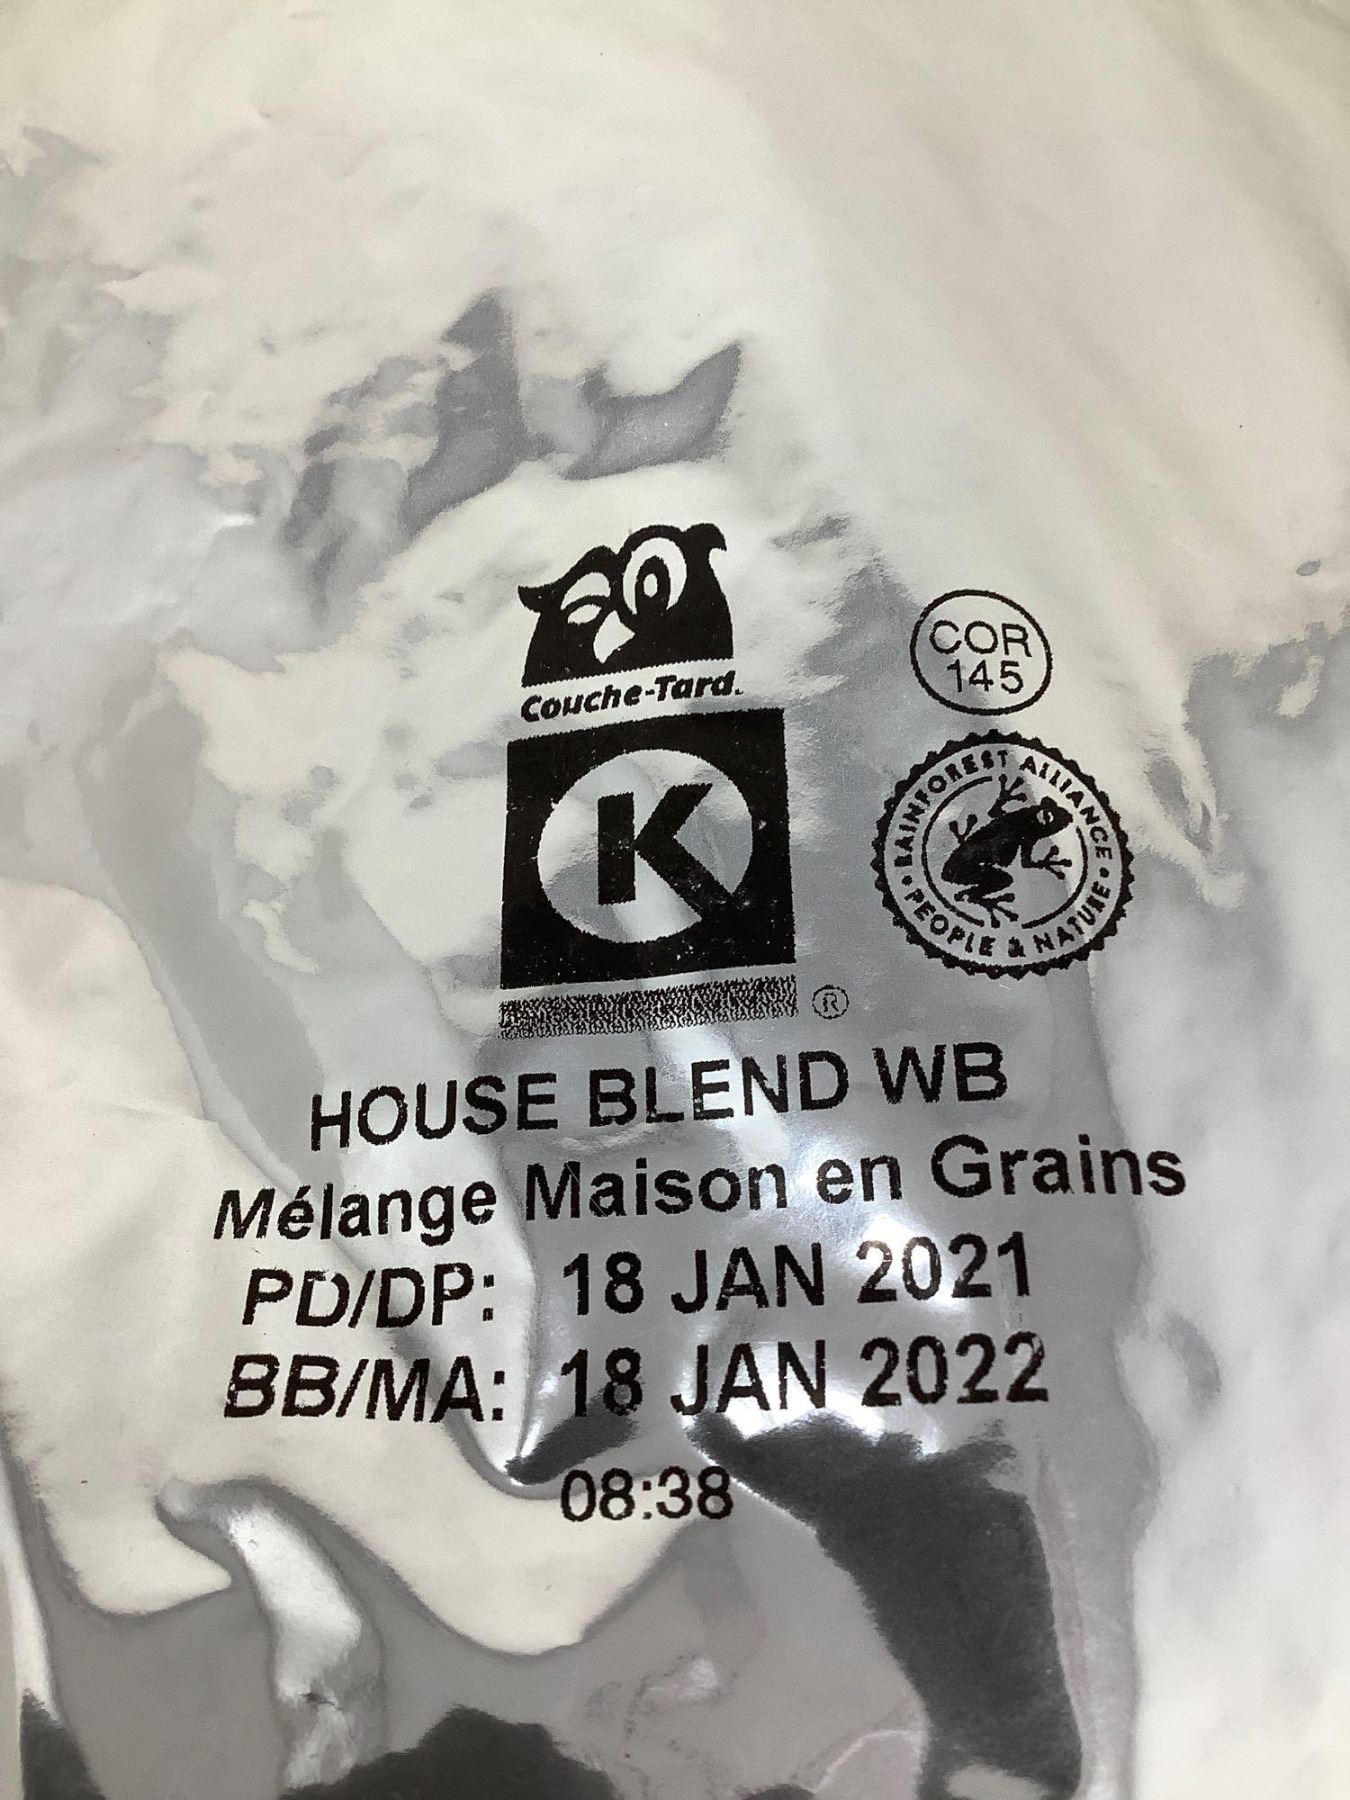 Couche-Tard.
COR
145
K
RAINFOREST ALLIANCE
PEOPLE & NATURE
®
HOUSE BLEND WB
Mélange Maison en Grains
PD/DP: 18 JAN 2021
BB/MA: 18 JAN 2022
08:38